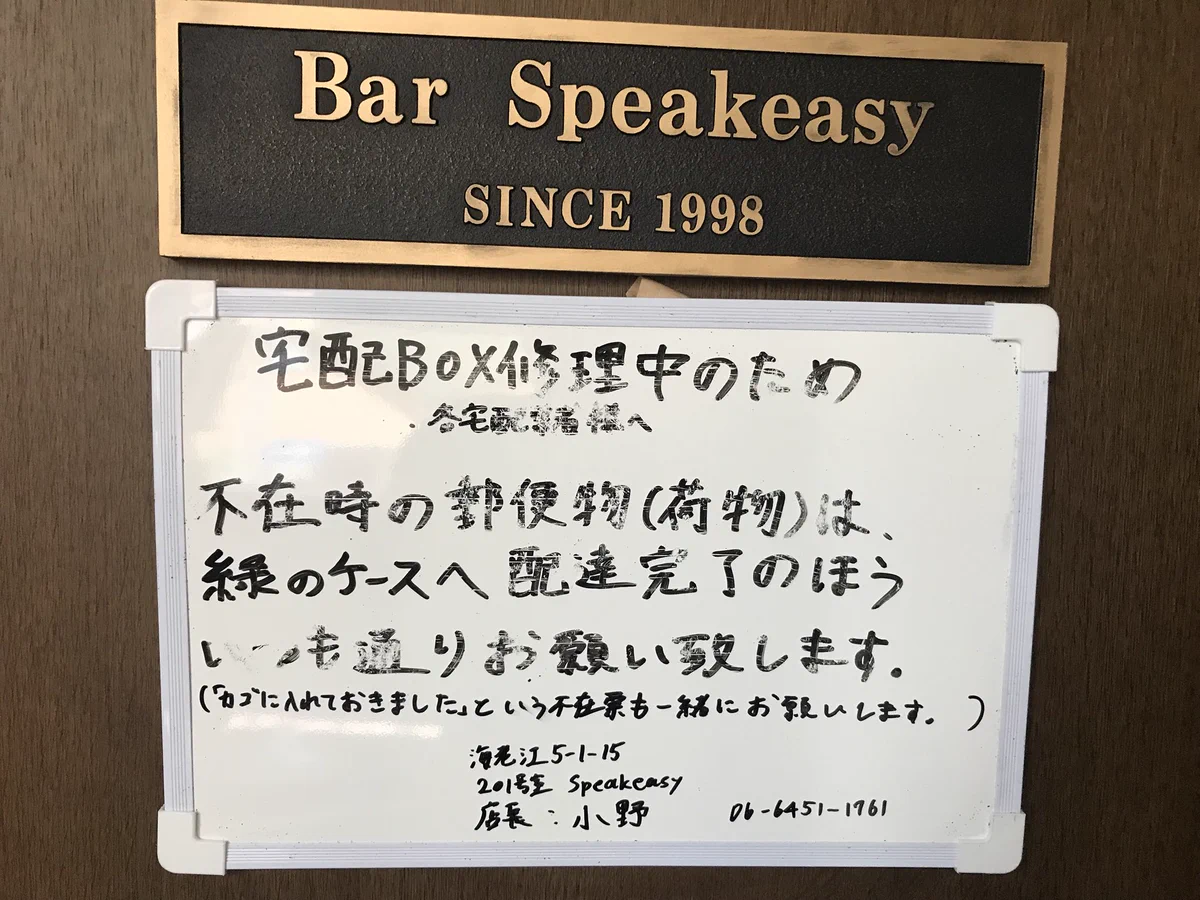 Bar Speakeasy
SINCE 1998
宅配BOX修理中のため
各宅配業者様へ
不在時の郵便物(荷物)は、
緑のケースへ配達完了のほう
いつも通りお願い致します。
(「カゴに入れておきました」という不在票も一緒にお願いします。 )
海老江5-1-15
201号室 Speakeasy
店長:小野 06-6451-1761